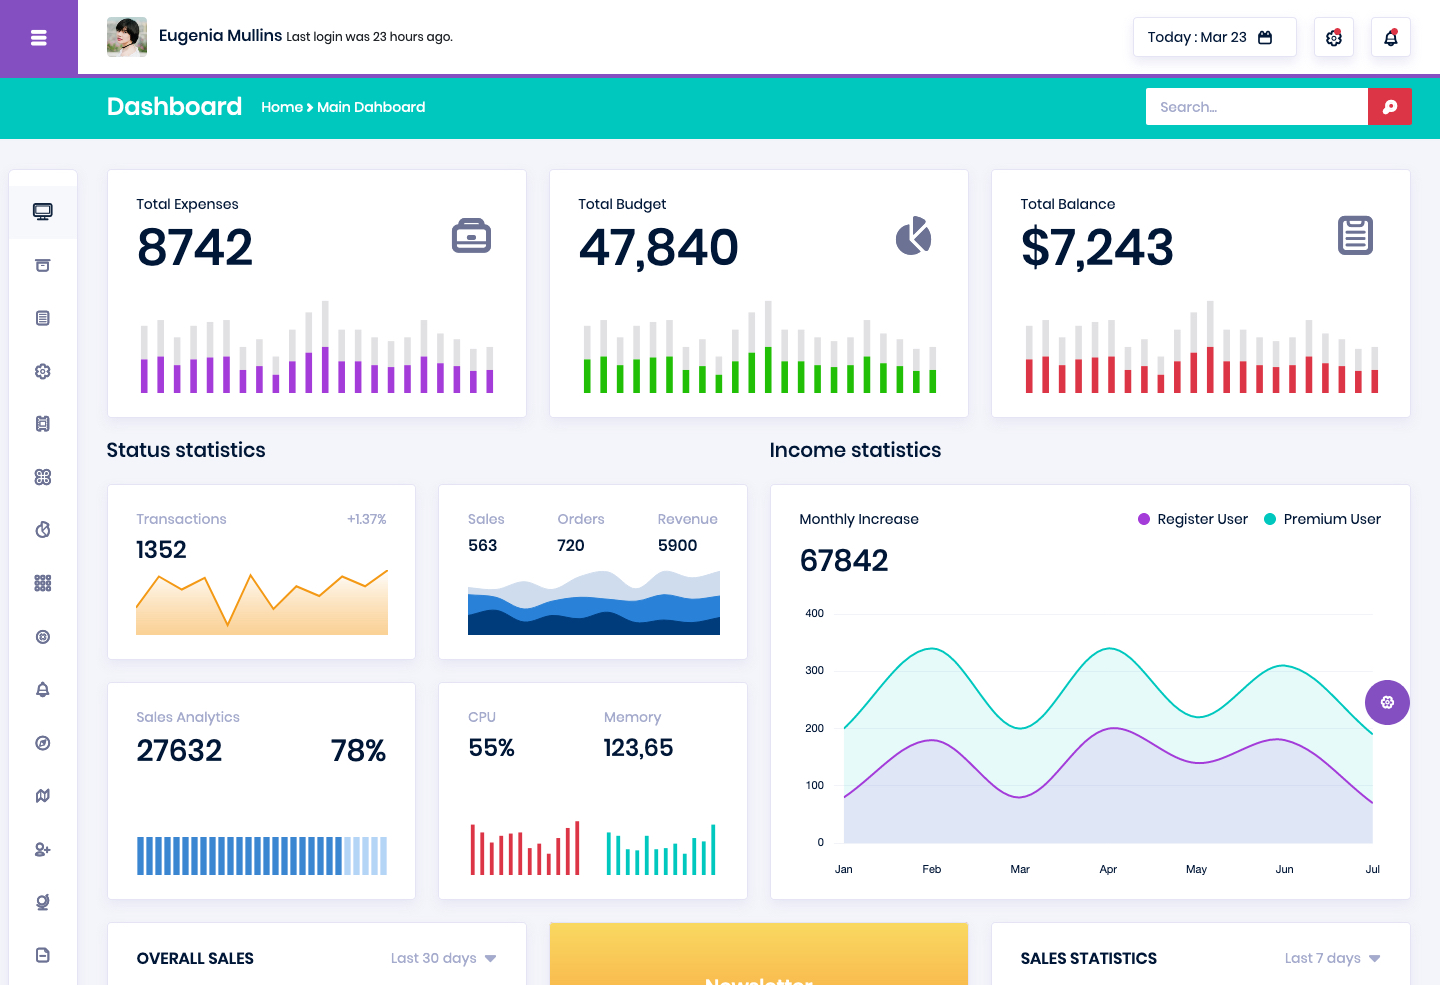 Eugenia Mullins Last login was 23 hours ago.
Today : Mar 23
Dashboard
Home > Main Dahboard
Search...
Total Expenses
8742
Total Budget
47,840
Total Balance
$7,243
Status statistics
Transactions +1.37%
1352
Sales Orders Revenue
563 720 5900
Sales Analytics
27632 78%
CPU Memory
55% 123,65
Income statistics
Monthly Increase
Register User Premium User
67842
400
300
200
100
0
Jan Feb Mar Apr May Jun Jul
OVERALL SALES Last 30 days
Newsletter
SALES STATISTICS Last 7 days